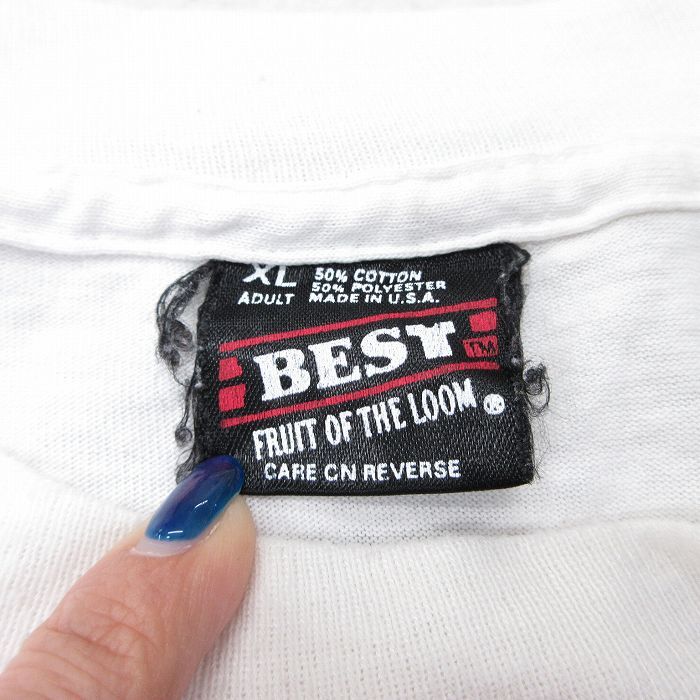 XL 50% COTTON
50% POLYESTER
ADULT MADE IN U.S.A.
BEST TM
FRUIT OF THE LOOM ®
CARE ON REVERSE